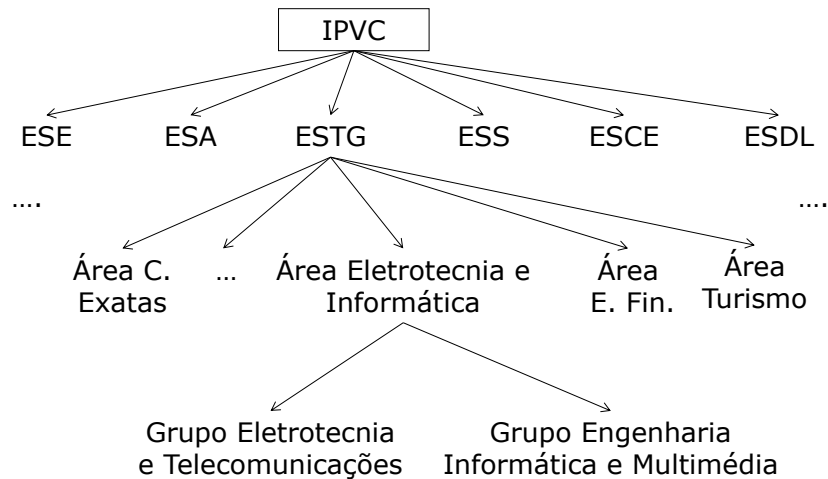 IPVC
ESE
ESA
ESTG
ESS
ESCE
ESDL
….
….
Área C.
Exatas
…
Área Eletrotecnia e
Informática
Área
E. Fin.
Área
Turismo
Grupo Eletrotecnia
e Telecomunicações
Grupo Engenharia
Informática e Multimédia